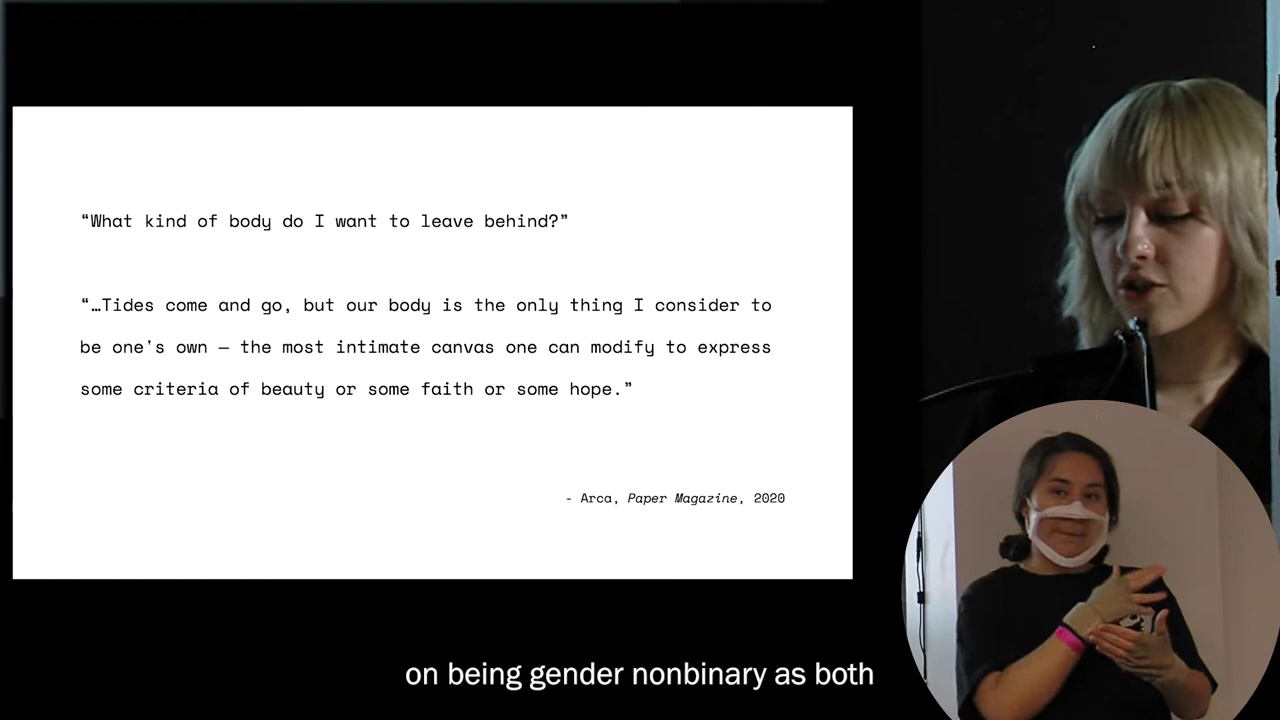 “What kind of body do I want to leave behind?”
“…Tides come and go, but our body is the only thing I consider to
be one's own — the most intimate canvas one can modify to express
some criteria of beauty or some faith or some hope.”
- Arca, Paper Magazine, 2020
on being gender nonbinary as both